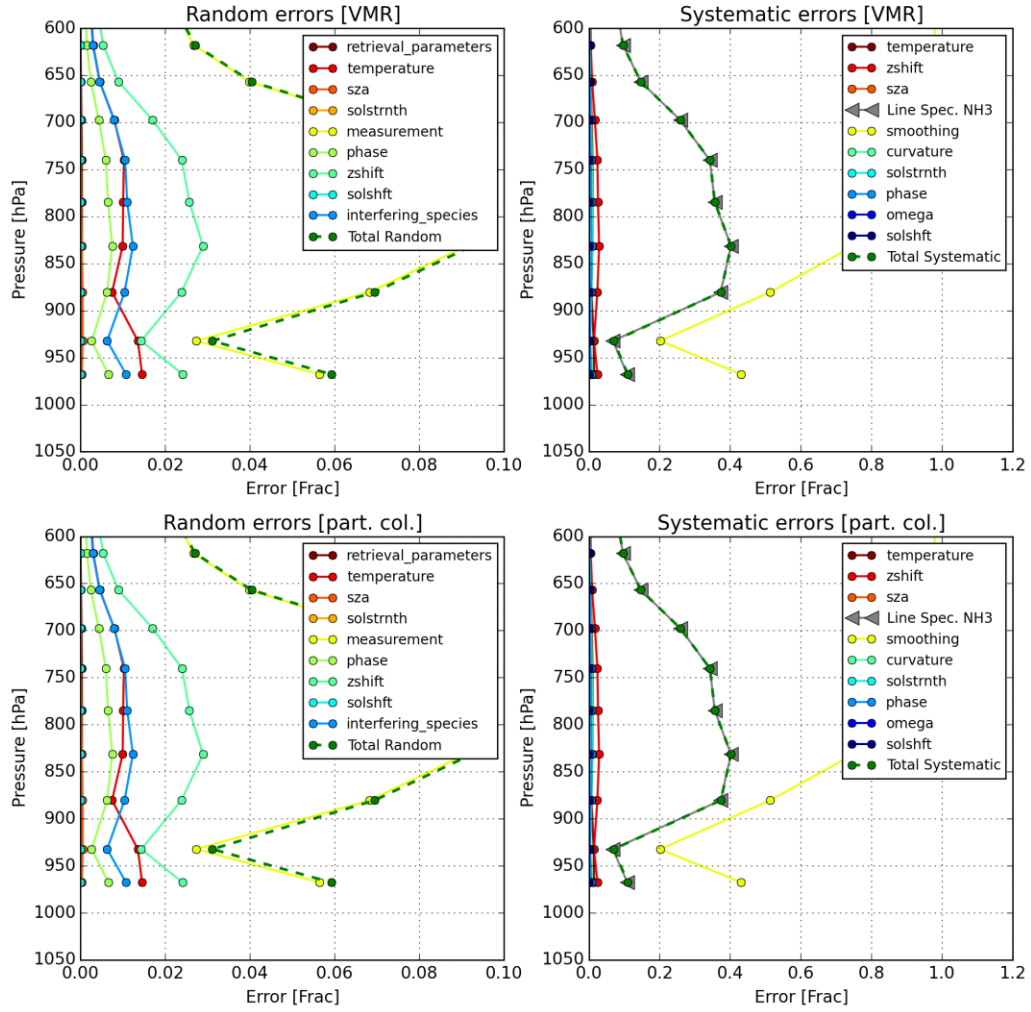 Random errors [VMR]
600
650
700
750
800
850
900
950
1000
1050
Pressure [hPa]
0.00
0.02
0.04
0.06
0.08
0.10
Error [Frac]
retrieval_parameters
temperature
sza
solstrnth
measurement
phase
zshift
solshft
interfering_species
Total Random
Systematic errors [VMR]
600
650
700
750
800
850
900
950
1000
1050
Pressure [hPa]
0.0
0.2
0.4
0.6
0.8
1.0
1.2
Error [Frac]
temperature
zshift
sza
Line Spec. NH3
smoothing
curvature
solstrnth
phase
omega
solshft
Total Systematic
Random errors [part. col.]
600
650
700
750
800
850
900
950
1000
1050
Pressure [hPa]
0.00
0.02
0.04
0.06
0.08
0.10
Error [Frac]
retrieval_parameters
temperature
sza
solstrnth
measurement
phase
zshift
solshft
interfering_species
Total Random
Systematic errors [part. col.]
600
650
700
750
800
850
900
950
1000
1050
Pressure [hPa]
0.0
0.2
0.4
0.6
0.8
1.0
1.2
Error [Frac]
temperature
zshift
sza
Line Spec. NH3
smoothing
curvature
solstrnth
phase
omega
solshft
Total Systematic